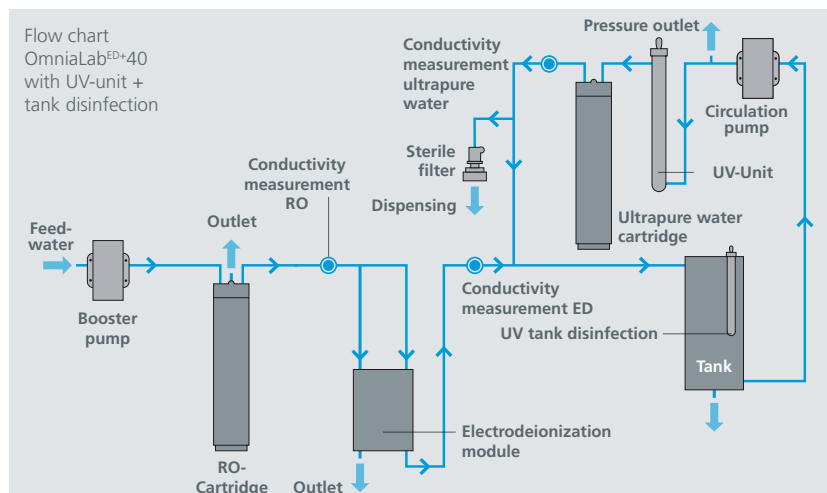 Flow chart
OmniaLabED+40
with UV-unit +
tank disinfection
Conductivity
measurement
ultrapure
water
Pressure outlet
Circulation
pump
UV-Unit
Sterile
filter
Dispensing
Ultrapure water
cartridge
Conductivity
measurement
RO
Outlet
Feed-
water
Booster
pump
Conductivity
measurement ED
UV tank disinfection
Tank
Electrodeionization
module
RO-
Cartridge
Outlet